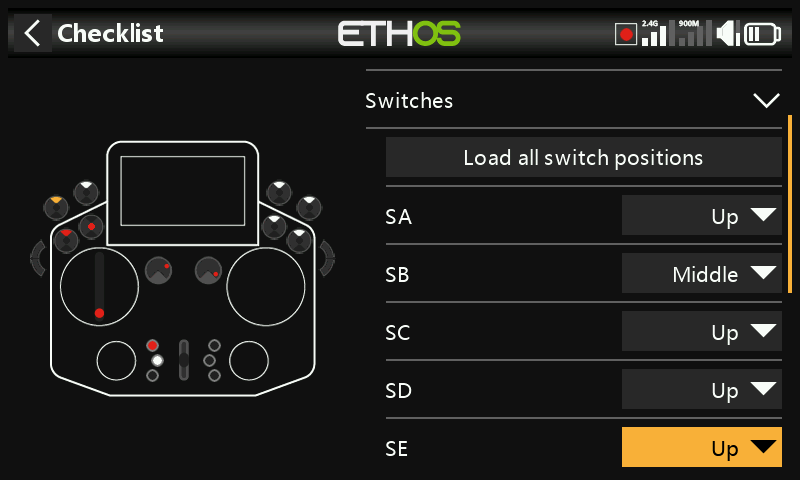 Checklist
ETHOS
2.4G
900M
Switches
Load all switch positions
SA
Up
SB
Middle
SC
Up
SD
Up
SE
Up